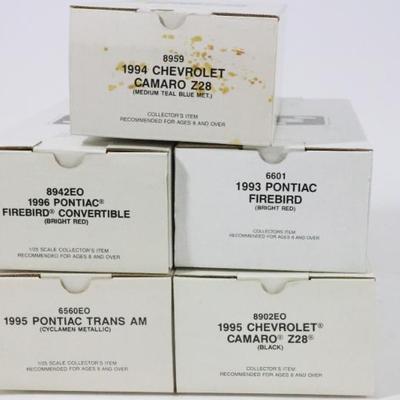 8959
1994 CHEVROLET
CAMARO Z28
(MEDIUM TEAL BLUE MET.)
COLLECTOR'S ITEM
RECOMMENDED FOR AGES 8 AND OVER
8942EO
1996 PONTIAC®
FIREBIRD® CONVERTIBLE
(BRIGHT RED)
1/25 SCALE COLLECTOR'S ITEM
RECOMMENDED FOR AGES 8 AND OVER
6601
1993 PONTIAC
FIREBIRD
(BRIGHT RED)
COLLECTOR'S ITEM
RECOMMENDED FOR AGES 8 AND OVER
6560EO
1995 PONTIAC TRANS AM
(CYCLAMEN METALLIC)
1/25 SCALE COLLECTOR'S ITEM
RECOMMENDED FOR AGES 8 AND OVER
8902EO
1995 CHEVROLET®
CAMARO® Z28®
(BLACK)
1/25 SCALE COLLECTOR'S ITEM
RECOMMENDED FOR AGES 8 AND OVER